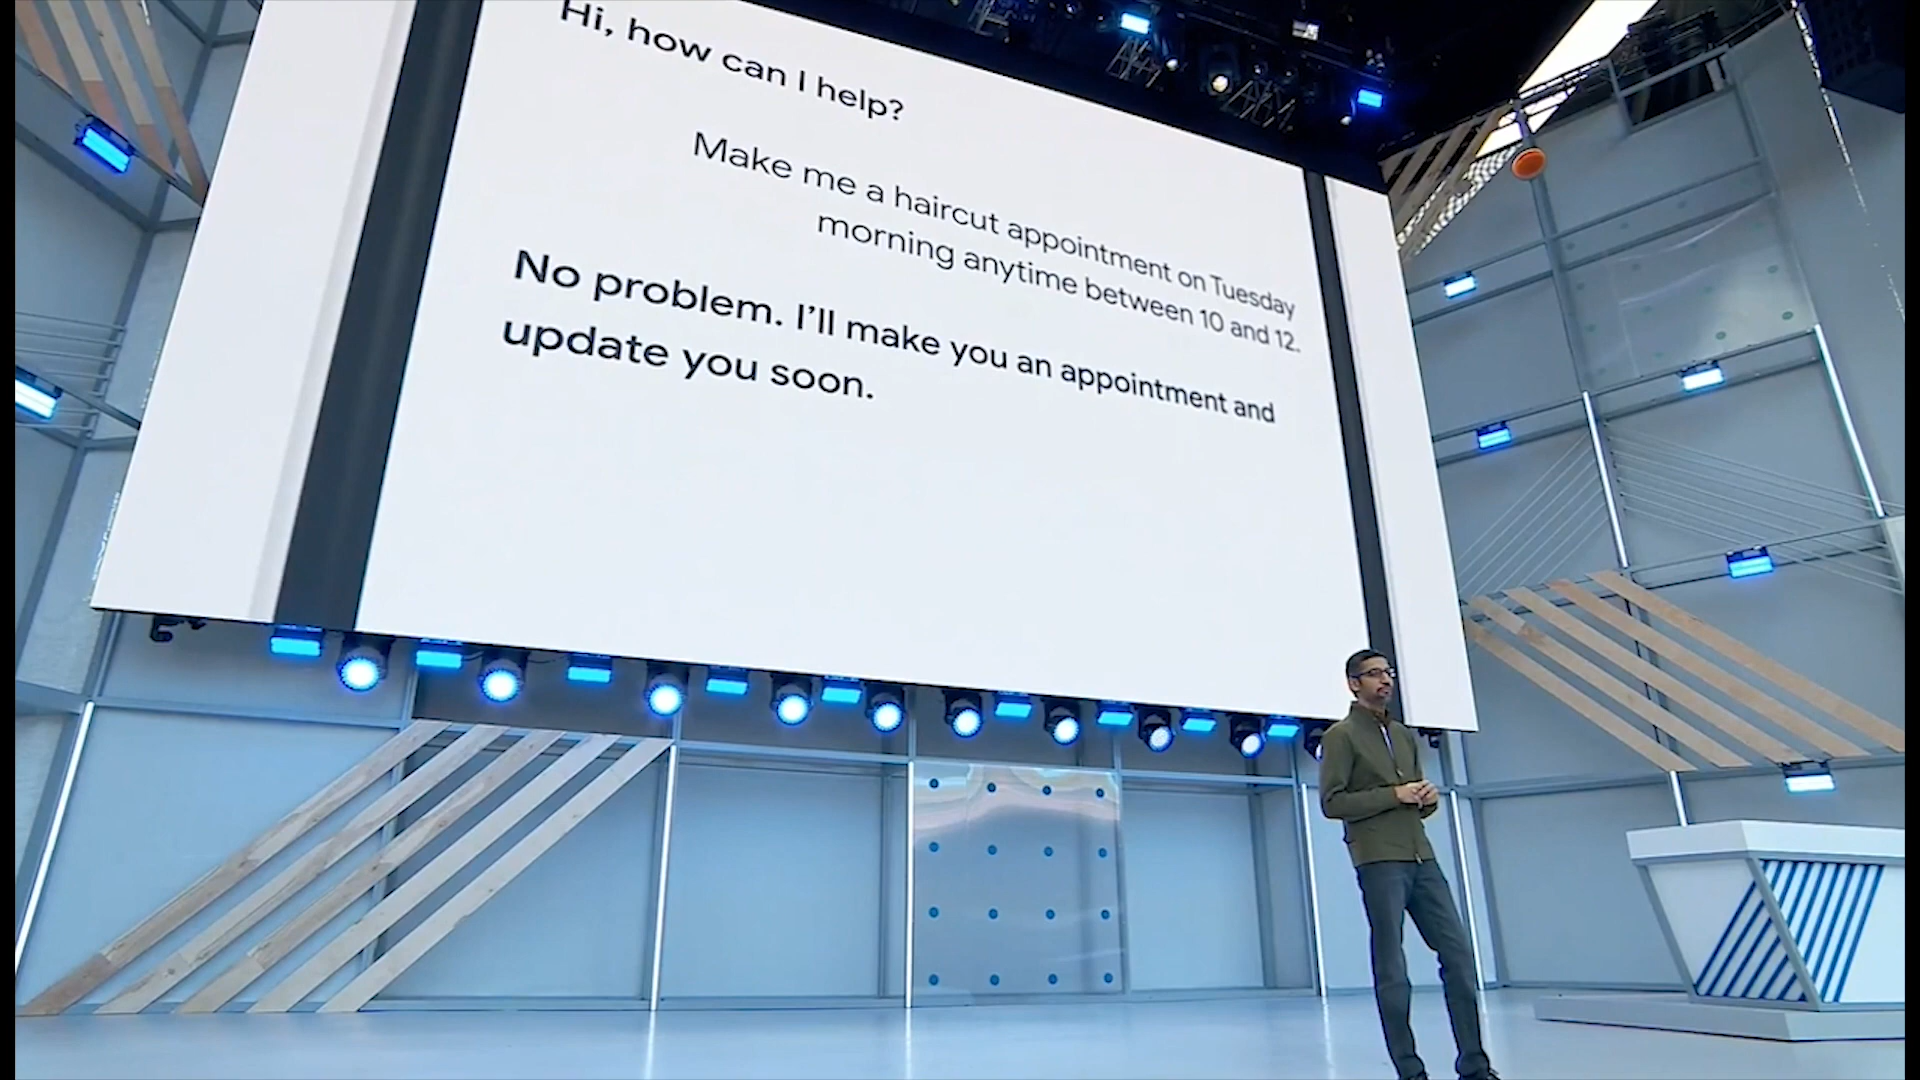 Hi, how can I help?
Make me a haircut appointment on Tuesday
morning anytime between 10 and 12.
No problem. I'll make you an appointment and
update you soon.